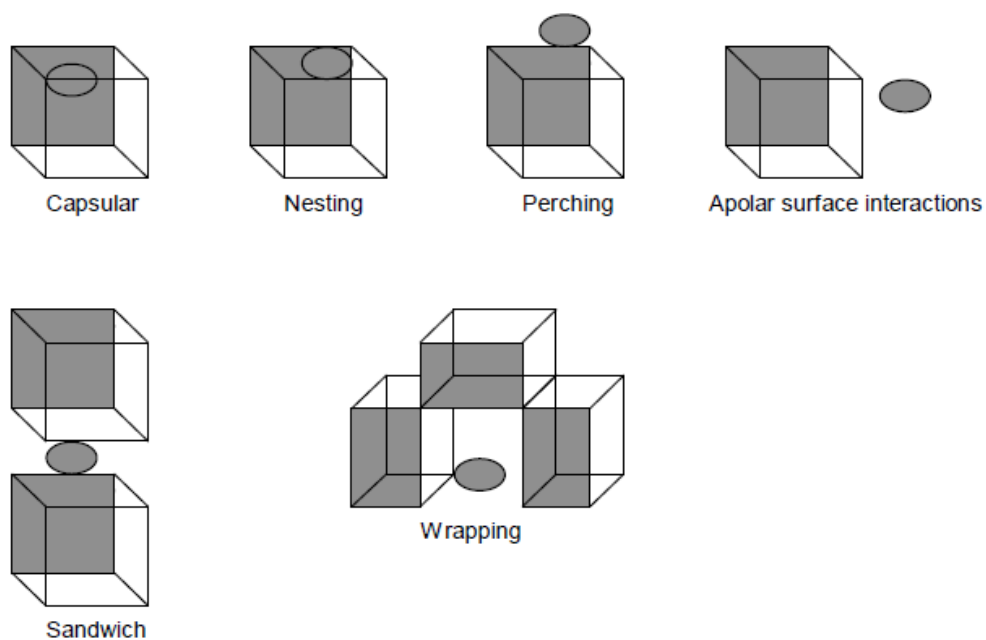 Capsular
Nesting
Perching
Apolar surface interactions
Wrapping
Sandwich